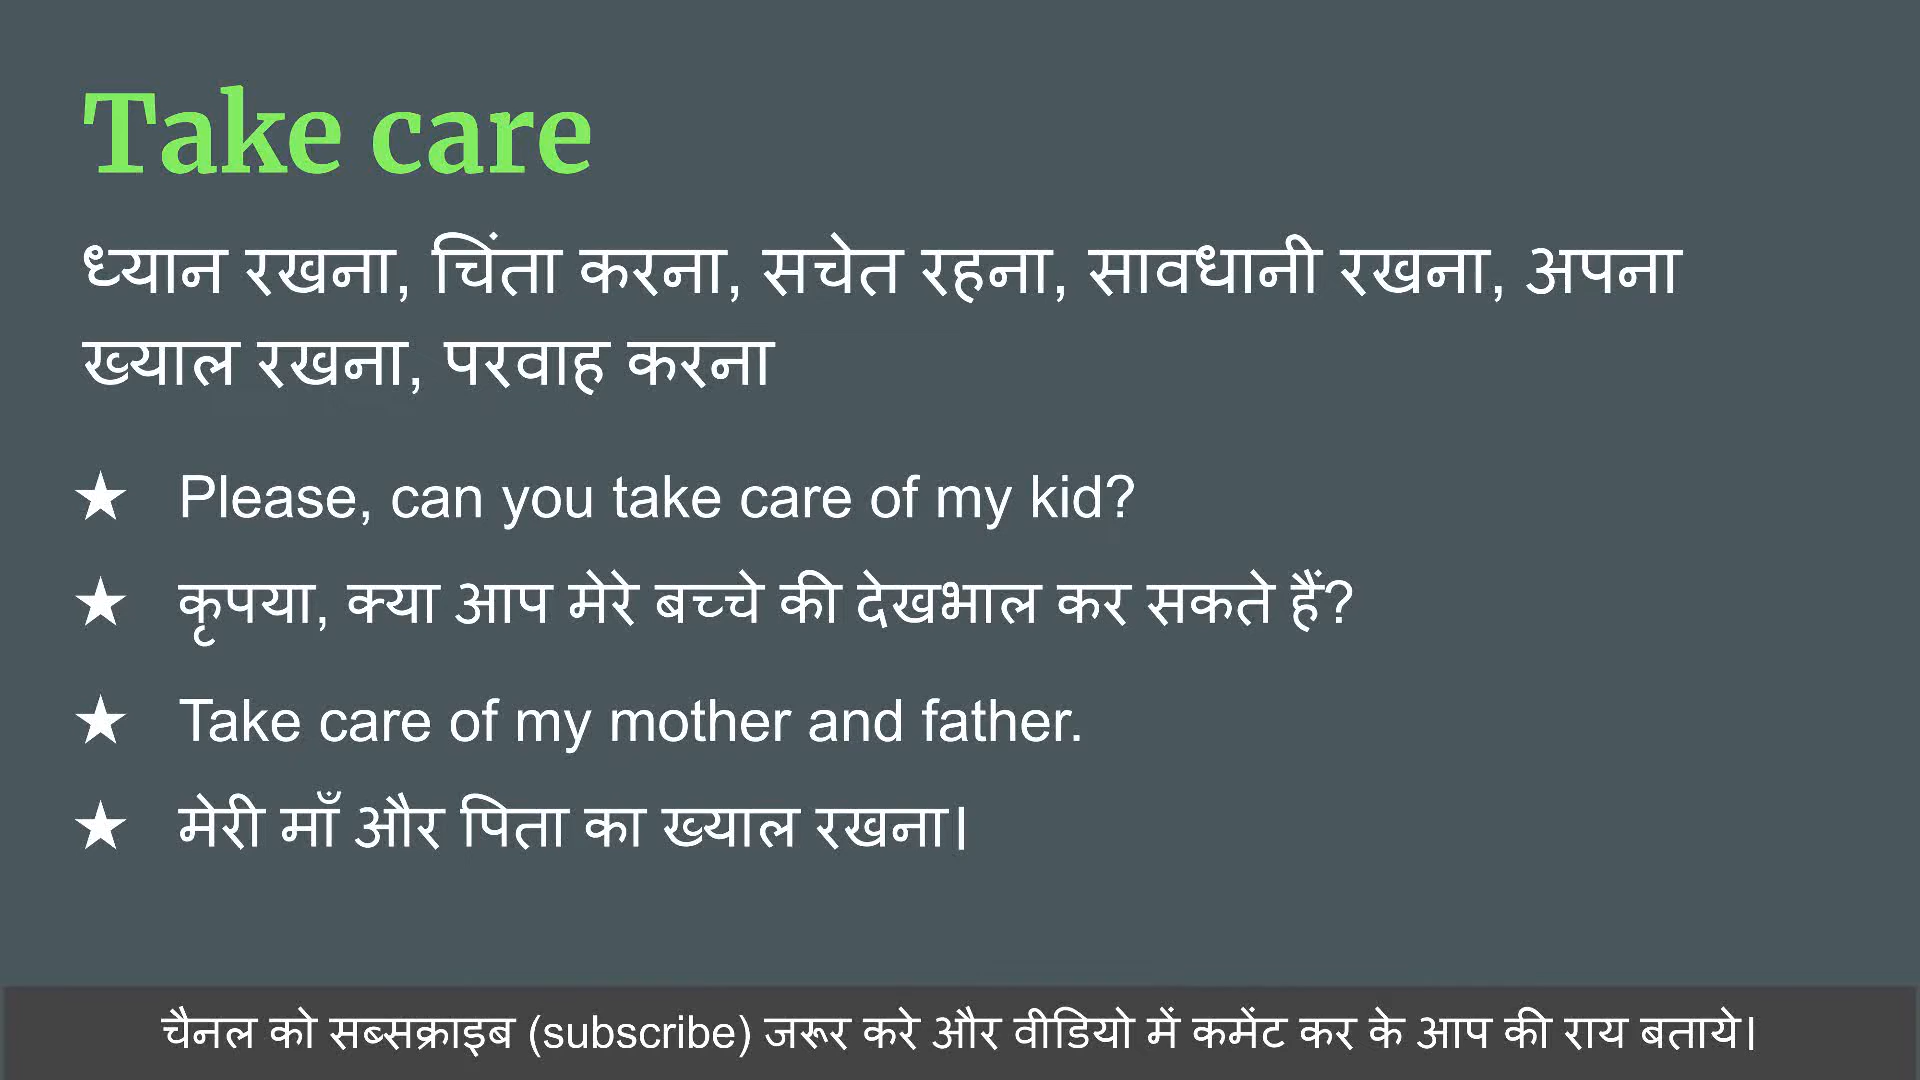 Take care
ध्यान रखना, चिंता करना, सचेत रहना, सावधानी रखना, अपना
ख्याल रखना, परवाह करना
★ Please, can you take care of my kid?
★ कृपया, क्या आप मेरे बच्चे की देखभाल कर सकते हैं?
★ Take care of my mother and father.
★ मेरी माँ और पिता का ख्याल रखना।
चैनल को सब्सक्राइब (subscribe) जरूर करे और वीडियो में कमेंट कर के आप की राय बताये।